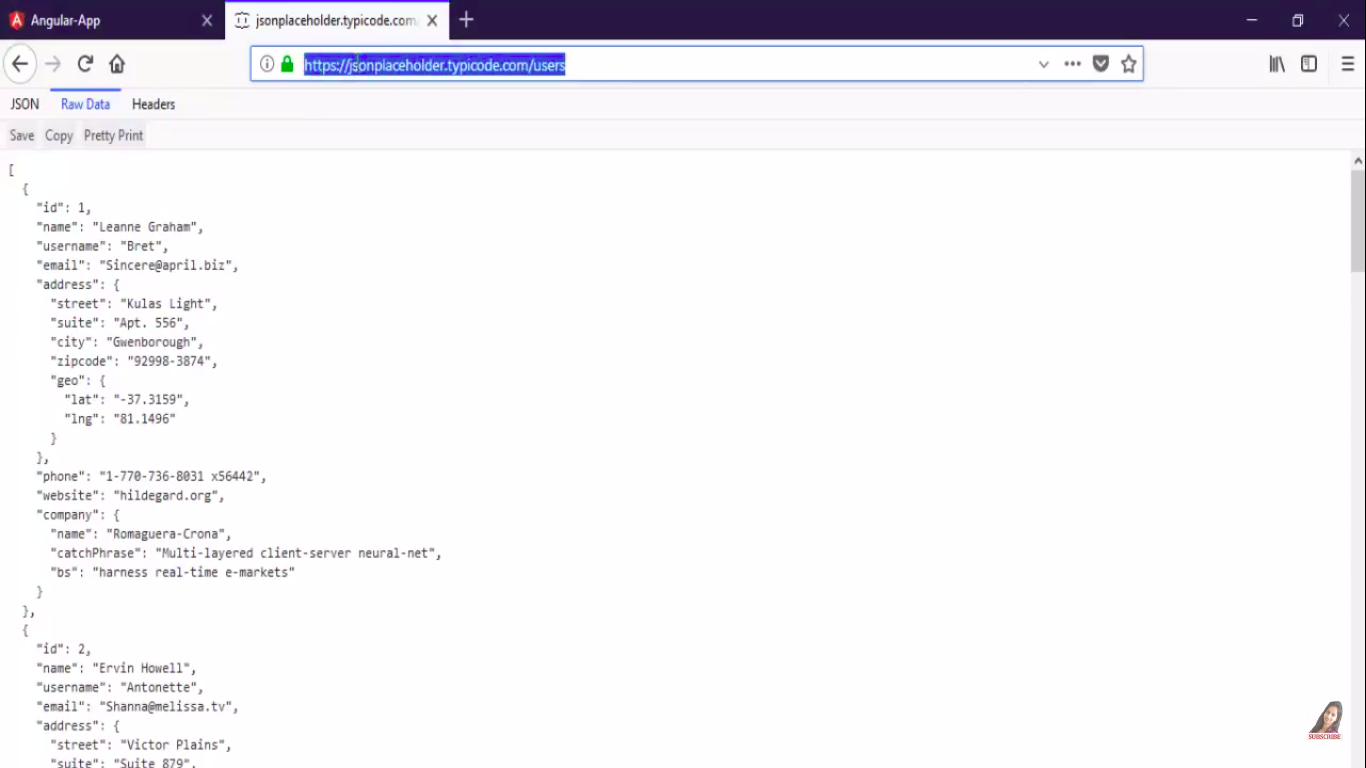 Angular-App
jsonplaceholder.typicode.com
https://jsonplaceholder.typicode.com/users
JSON Raw Data Headers
Save Copy Pretty Print
[
{
"id": 1,
"name": "Leanne Graham",
"username": "Bret",
"email": "Sincere@april.biz",
"address": {
"street": "Kulas Light",
"suite": "Apt. 556",
"city": "Gwenborough",
"zipcode": "92998-3874",
"geo": {
"lat": "-37.3159",
"lng": "81.1496"
}
},
"phone": "1-770-736-8031 x56442",
"website": "hildegard.org",
"company": {
"name": "Romaguera-Crona",
"catchPhrase": "Multi-layered client-server neural-net",
"bs": "harness real-time e-markets"
}
},
{
"id": 2,
"name": "Ervin Howell",
"username": "Antonette",
"email": "Shanna@melissa.tv",
"address": {
"street": "Victor Plains",
"suite": "Suite 879",
SUBSCRIBE